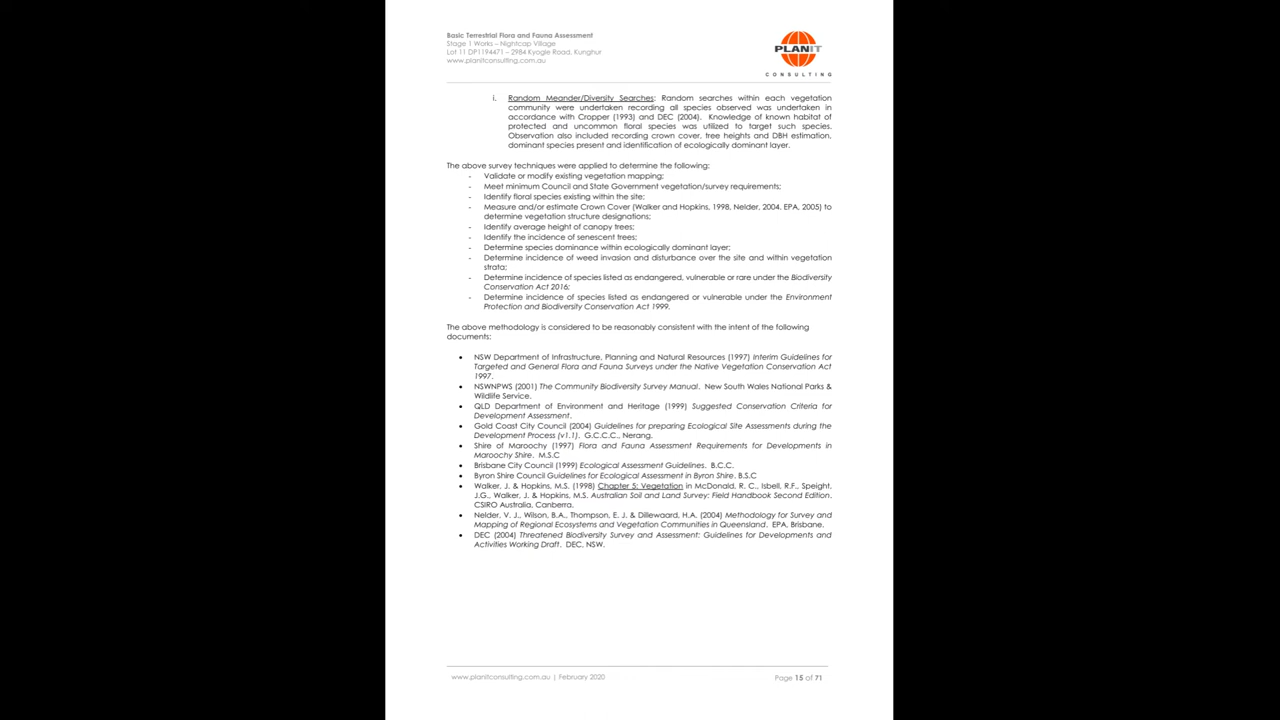 Basic Terrestrial Flora and Fauna Assessment
Stage 1 Works – Nightcap Village
Lot 11 DP1194471 – 2984 Kyogle Road, Kunghur
www.planitconsulting.com.au
PLANIT
CONSULTING
i. Random Meander/Diversity Searches: Random searches within each vegetation
community were undertaken recording all species observed was undertaken in
accordance with Cropper (1993) and DEC (2004). Knowledge of known habitat of
protected and uncommon floral species was utilized to target such species.
Observation also included recording crown cover, tree heights and DBH estimation,
dominant species present and identification of ecologically dominant layer.
The above survey techniques were applied to determine the following:
- Validate or modify existing vegetation mapping;
- Meet minimum Council and State Government vegetation/survey requirements;
- Identify floral species existing within the site;
- Measure and/or estimate Crown Cover (Walker and Hopkins, 1998, Nelder, 2004, EPA, 2005) to
determine vegetation structure designations;
- Identify average height of canopy trees;
- Identify the incidence of senescent trees;
- Determine species dominance within ecologically dominant layer;
- Determine incidence of weed invasion and disturbance over the site and within vegetation
strata;
- Determine incidence of species listed as endangered, vulnerable or rare under the Biodiversity
Conservation Act 2016;
- Determine incidence of species listed as endangered or vulnerable under the Environment
Protection and Biodiversity Conservation Act 1999.
The above methodology is considered to be reasonably consistent with the intent of the following
documents:
• NSW Department of Infrastructure, Planning and Natural Resources (1997) Interim Guidelines for
Targeted and General Flora and Fauna Surveys under the Native Vegetation Conservation Act
1997.
• NSWNPWS (2001) The Community Biodiversity Survey Manual. New South Wales National Parks &
Wildlife Service.
• QLD Department of Environment and Heritage (1999) Suggested Conservation Criteria for
Development Assessment.
• Gold Coast City Council (2004) Guidelines for preparing Ecological Site Assessments during the
Development Process (v1.1). G.C.C.C., Nerang.
• Shire of Maroochy (1997) Flora and Fauna Assessment Requirements for Developments in
Maroochy Shire. M.S.C
• Brisbane City Council (1999) Ecological Assessment Guidelines. B.C.C.
• Byron Shire Council Guidelines for Ecological Assessment in Byron Shire. B.S.C
• Walker, J. & Hopkins, M.S. (1998) Chapter 5: Vegetation in McDonald, R. C., Isbell, R.F., Speight,
J.G., Walker, J. & Hopkins, M.S. Australian Soil and Land Survey: Field Handbook Second Edition.
CSIRO Australia, Canberra.
• Nelder, V. J., Wilson, B.A., Thompson, E. J. & Dillewaard, H.A. (2004) Methodology for Survey and
Mapping of Regional Ecosystems and Vegetation Communities in Queensland. EPA, Brisbane.
• DEC (2004) Threatened Biodiversity Survey and Assessment: Guidelines for Developments and
Activities Working Draft. DEC, NSW.
www.planitconsulting.com.au | February 2020
Page 15 of 71